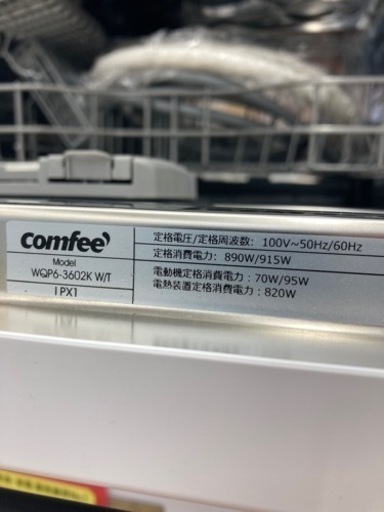 comfee'
Model
WQP6-3602K W/T
IPX1
定格電圧/定格周波数: 100V~50Hz/60Hz
定格消費電力: 890W/915W
電動機定格消費電力: 70W/95W
電熱装置定格消費電力: 820W